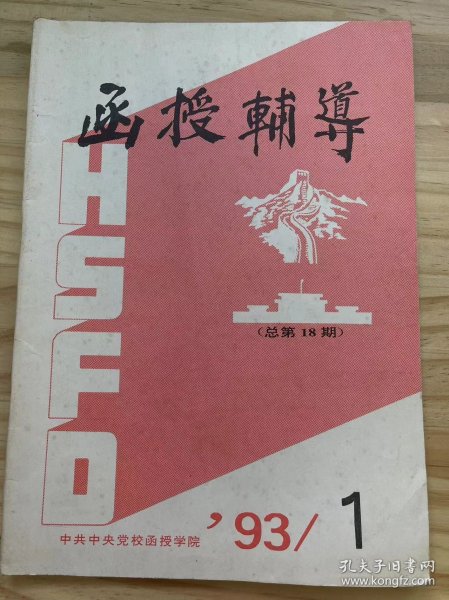 函授輔導
HSFD
(总第18期)
中共中央党校函授学院
'93/1
孔夫子旧书网
kongfz.com